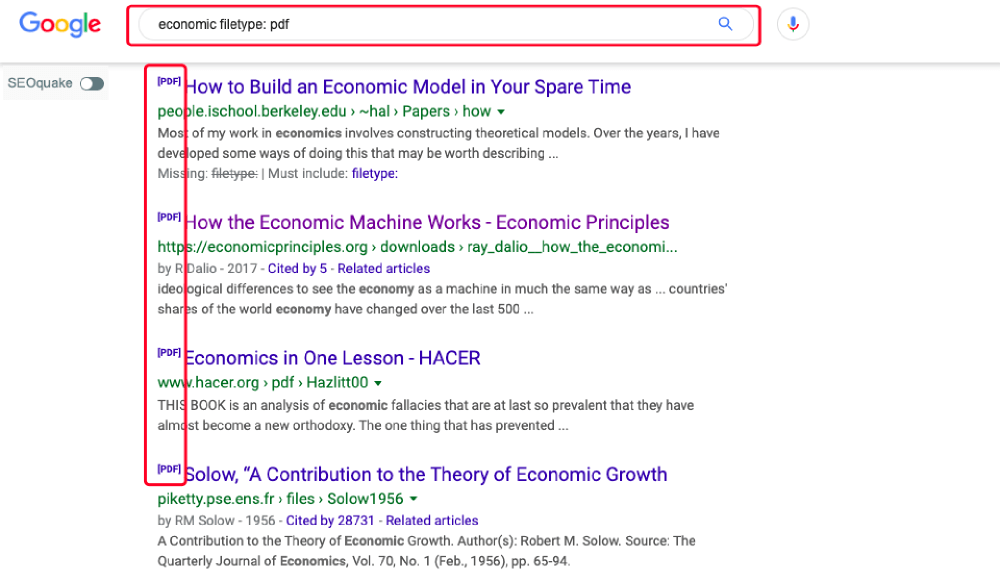 Google
economic filetype: pdf
SEOquake
[PDF] How to Build an Economic Model in Your Spare Time
people.ischool.berkeley.edu › ~hal › Papers › how
Most of my work in economics involves constructing theoretical models. Over the years, I have
developed some ways of doing this that may be worth describing ...
Missing: filetype: | Must include: filetype:
[PDF] How the Economic Machine Works - Economic Principles
https://economicprinciples.org › downloads › ray_dalio__how_the_economi...
by R Dalio - 2017 - Cited by 5 - Related articles
ideological differences to see the economy as a machine in much the same way as ... countries'
shares of the world economy have changed over the last 500 ...
[PDF] Economics in One Lesson - HACER
www.hacer.org › pdf › Hazlitt00
THIS BOOK is an analysis of economic fallacies that are at last so prevalent that they have
almost become a new orthodoxy. The one thing that has prevented ...
[PDF] Solow, “A Contribution to the Theory of Economic Growth
piketty.pse.ens.fr › files › Solow1956
by RM Solow - 1956 - Cited by 28731 - Related articles
A Contribution to the Theory of Economic Growth. Author(s): Robert M. Solow. Source: The
Quarterly Journal of Economics, Vol. 70, No. 1 (Feb., 1956), pp. 65-94.